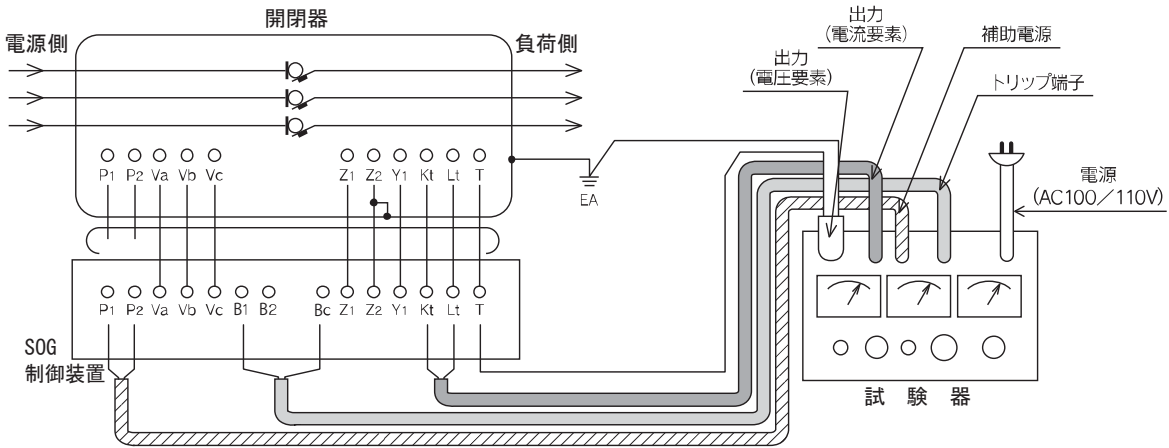 開閉器
電源側
負荷側
出力
(電流要素)
補助電源
出力
(電圧要素)
トリップ端子
P1 P2 Va Vb Vc Z1 Z2 Y1 Kt Lt T
EA
電源
(AC100/110V)
P1 P2 Va Vb Vc B1 B2 Bc Z1 Z2 Y1 Kt Lt T
SOG
制御装置
試験器